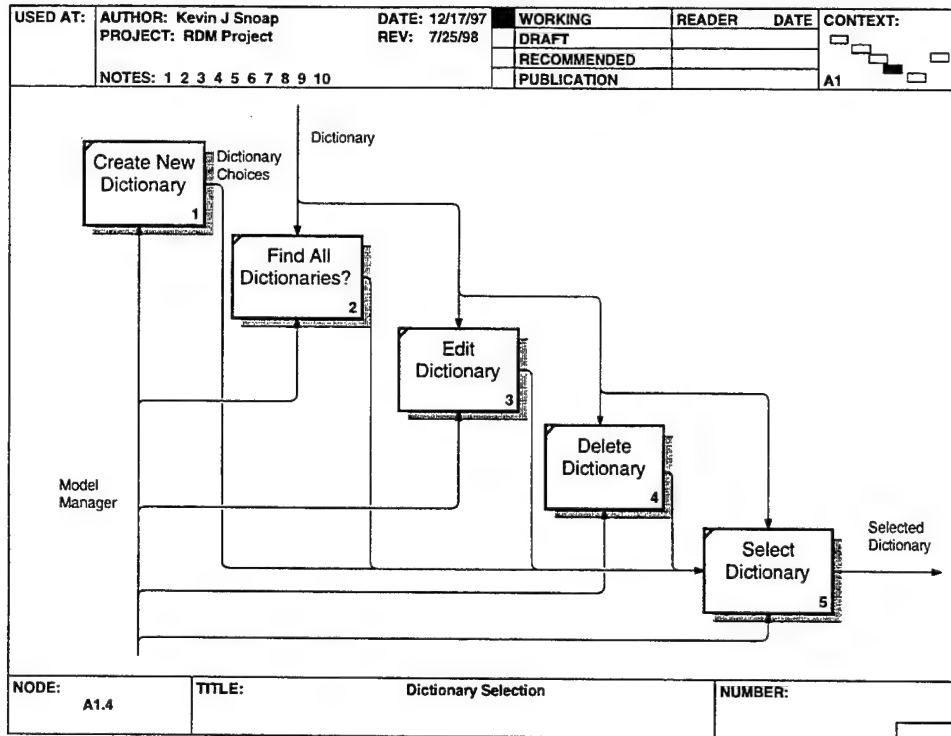 USED AT:
AUTHOR: Kevin J Snoap
DATE: 12/17/97
PROJECT: RDM Project
REV: 7/25/98
NOTES: 1 2 3 4 5 6 7 8 9 10
WORKING
DRAFT
RECOMMENDED
PUBLICATION
READER DATE
CONTEXT:
A1
Dictionary
Create New
Dictionary
1
Dictionary
Choices
Find All
Dictionaries?
2
Edit
Dictionary
3
Delete
Dictionary
4
Model
Manager
Select
Dictionary
5
Selected
Dictionary
NODE:
A1.4
TITLE:
Dictionary Selection
NUMBER: